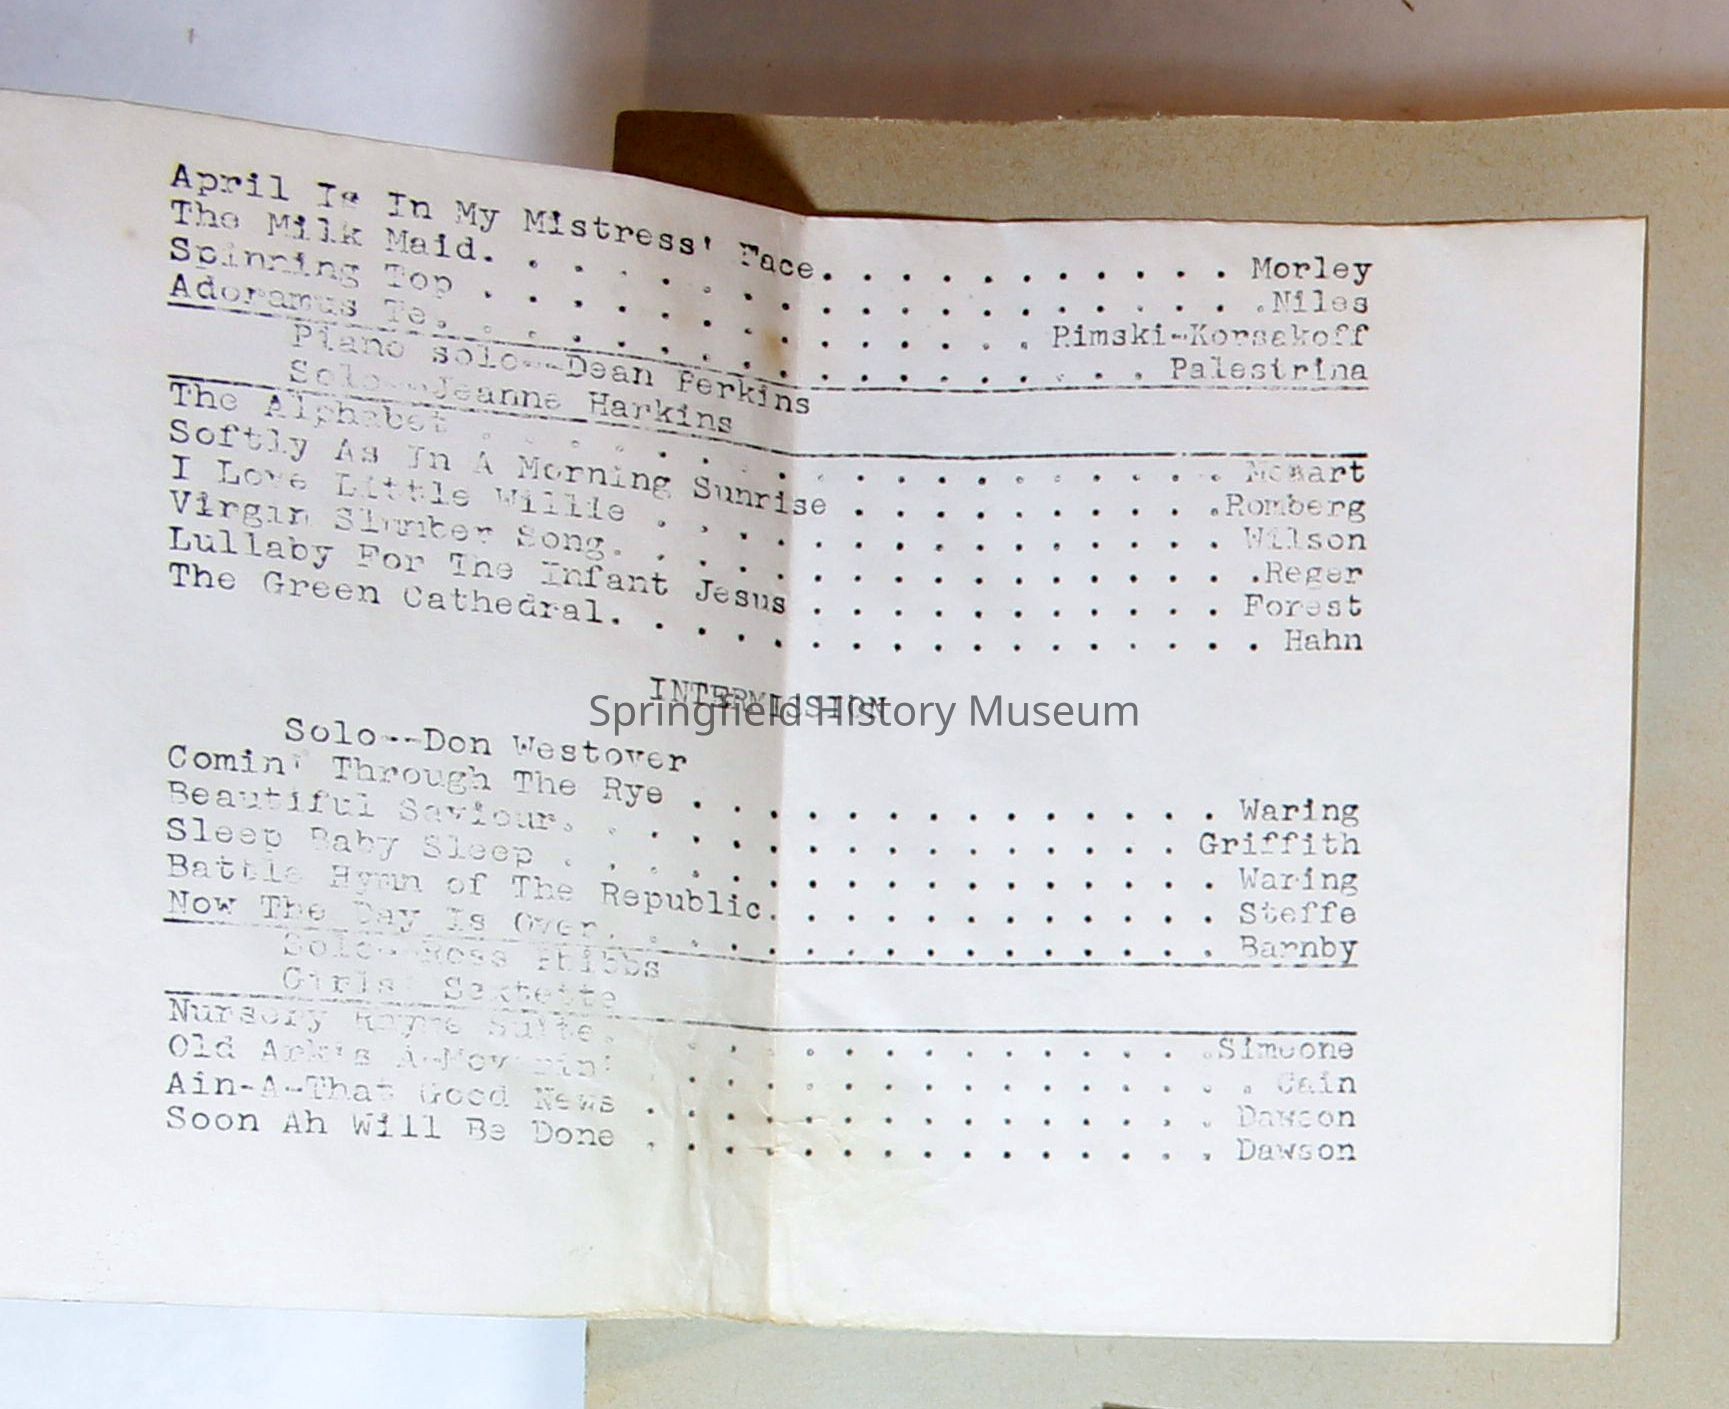 April Is In My Mistress' Face. . . . . . . . . . . Morley
The Milk Maid. . . . . . . . . . . . . . . . . . . .Niles
Spinning Top . . . . . . . . . . . . . . Rimski-Korsakoff
Adoramus Te. . . . . . . . . . . . . . . . . . Palestrina
Piano solo--Dean Perkins
Solo--Jeanne Harkins
The Alphabet . . . . . . . . . . . . . . . . . . . Mozart
Softly As In A Morning Sunrise . . . . . . . . . .Romberg
I Love Little Willie . . . . . . . . . . . . . . . Wilson
Virgin Slumber Song. . . . . . . . . . . . . . . . .Reger
Lullaby For The Infant Jesus . . . . . . . . . . . Forest
The Green Cathedral. . . . . . . . . . . . . . . . . Hahn
INTERMISSION
Springfield History Museum
Solo--Don Westover
Comin' Through The Rye . . . . . . . . . . . . . . Waring
Beautiful Saviour. . . . . . . . . . . . . . . . Griffith
Sleep Baby Sleep . . . . . . . . . . . . . . . . . Waring
Battle Hymn of The Republic. . . . . . . . . . . . Steffe
Now The Day Is Over. . . . . . . . . . . . . . . . Barnby
Solo--Ross Phibbs
Girls' Sextette
Nursery Rhyme Suite. . . . . . . . . . . . . . . .Simeone
Old Ark's A-Moverin' . . . . . . . . . . . . . . . . Cain
Ain-A-That Good News . . . . . . . . . . . . . . . Dawson
Soon Ah Will Be Done . . . . . . . . . . . . . . . Dawson